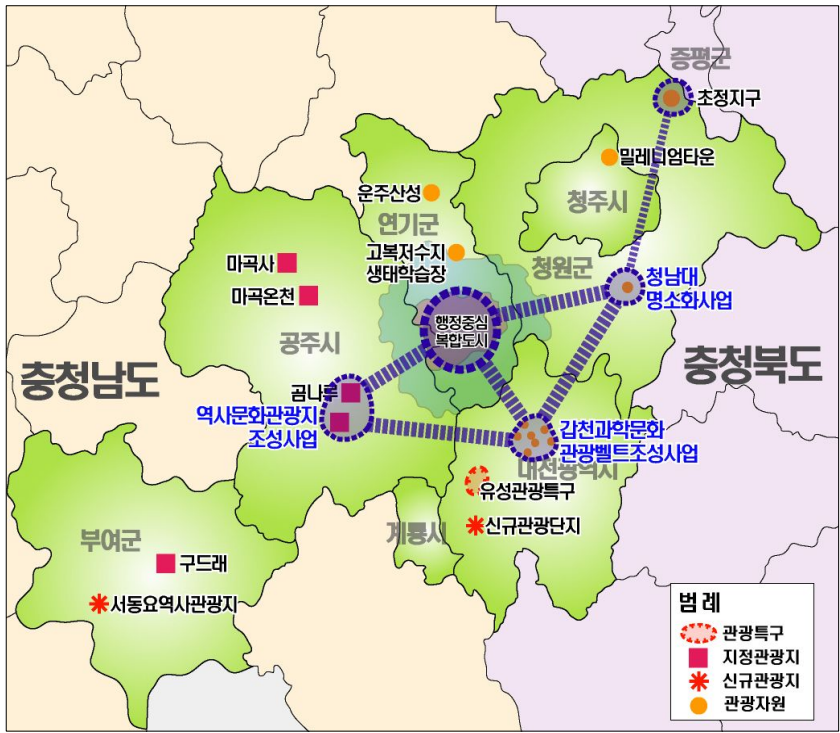 증평군
초정지구
밀레니엄타운
청주시
운주산성
연기군
고복저수지
생태학습장
청원군
마곡사
마곡온천
청남대
명소화사업
행정중심
복합도시
공주시
충청남도
충청북도
곰나루
역사문화관광지
조성사업
갑천과학문화
관광벨트조성사업
대전광역시
유성관광특구
신규관광단지
계룡시
부여군
구드래
서동요역사관광지
범 례
관광특구
지정관광지
신규관광지
관광자원